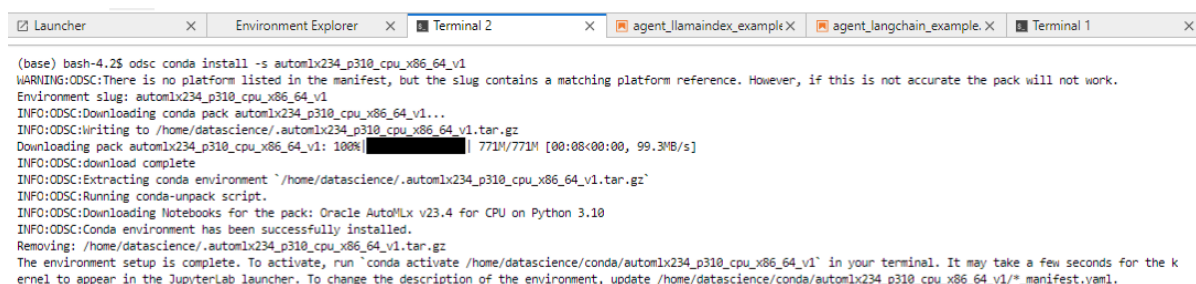 Launcher × Environment Explorer × Terminal 2 × agent_llamaindex_example × agent_langchain_example. × Terminal 1 ×
(base) bash-4.2$ odsc conda install -s automlx234_p310_cpu_x86_64_v1
WARNING:ODSC:There is no platform listed in the manifest, but the slug contains a matching platform reference. However, if this is not accurate the pack will not work.
Environment slug: automlx234_p310_cpu_x86_64_v1
INFO:ODSC:Downloading conda pack automlx234_p310_cpu_x86_64_v1...
INFO:ODSC:Writing to /home/datascience/.automlx234_p310_cpu_x86_64_v1.tar.gz
Downloading pack automlx234_p310_cpu_x86_64_v1: 100%|██████████| 771M/771M [00:08<00:00, 99.3MB/s]
INFO:ODSC:download complete
INFO:ODSC:Extracting conda environment `/home/datascience/.automlx234_p310_cpu_x86_64_v1.tar.gz`
INFO:ODSC:Running conda-unpack script.
INFO:ODSC:Downloading Notebooks for the pack: Oracle AutoMLx v23.4 for CPU on Python 3.10
INFO:ODSC:Conda environment has been successfully installed.
Removing: /home/datascience/.automlx234_p310_cpu_x86_64_v1.tar.gz
The environment setup is complete. To activate, run `conda activate /home/datascience/conda/automlx234_p310_cpu_x86_64_v1` in your terminal. It may take a few seconds for the k
ernel to appear in the JupyterLab launcher. To change the description of the environment, update /home/datascience/conda/automlx234_p310_cpu_x86_64_v1/*_manifest.yaml.